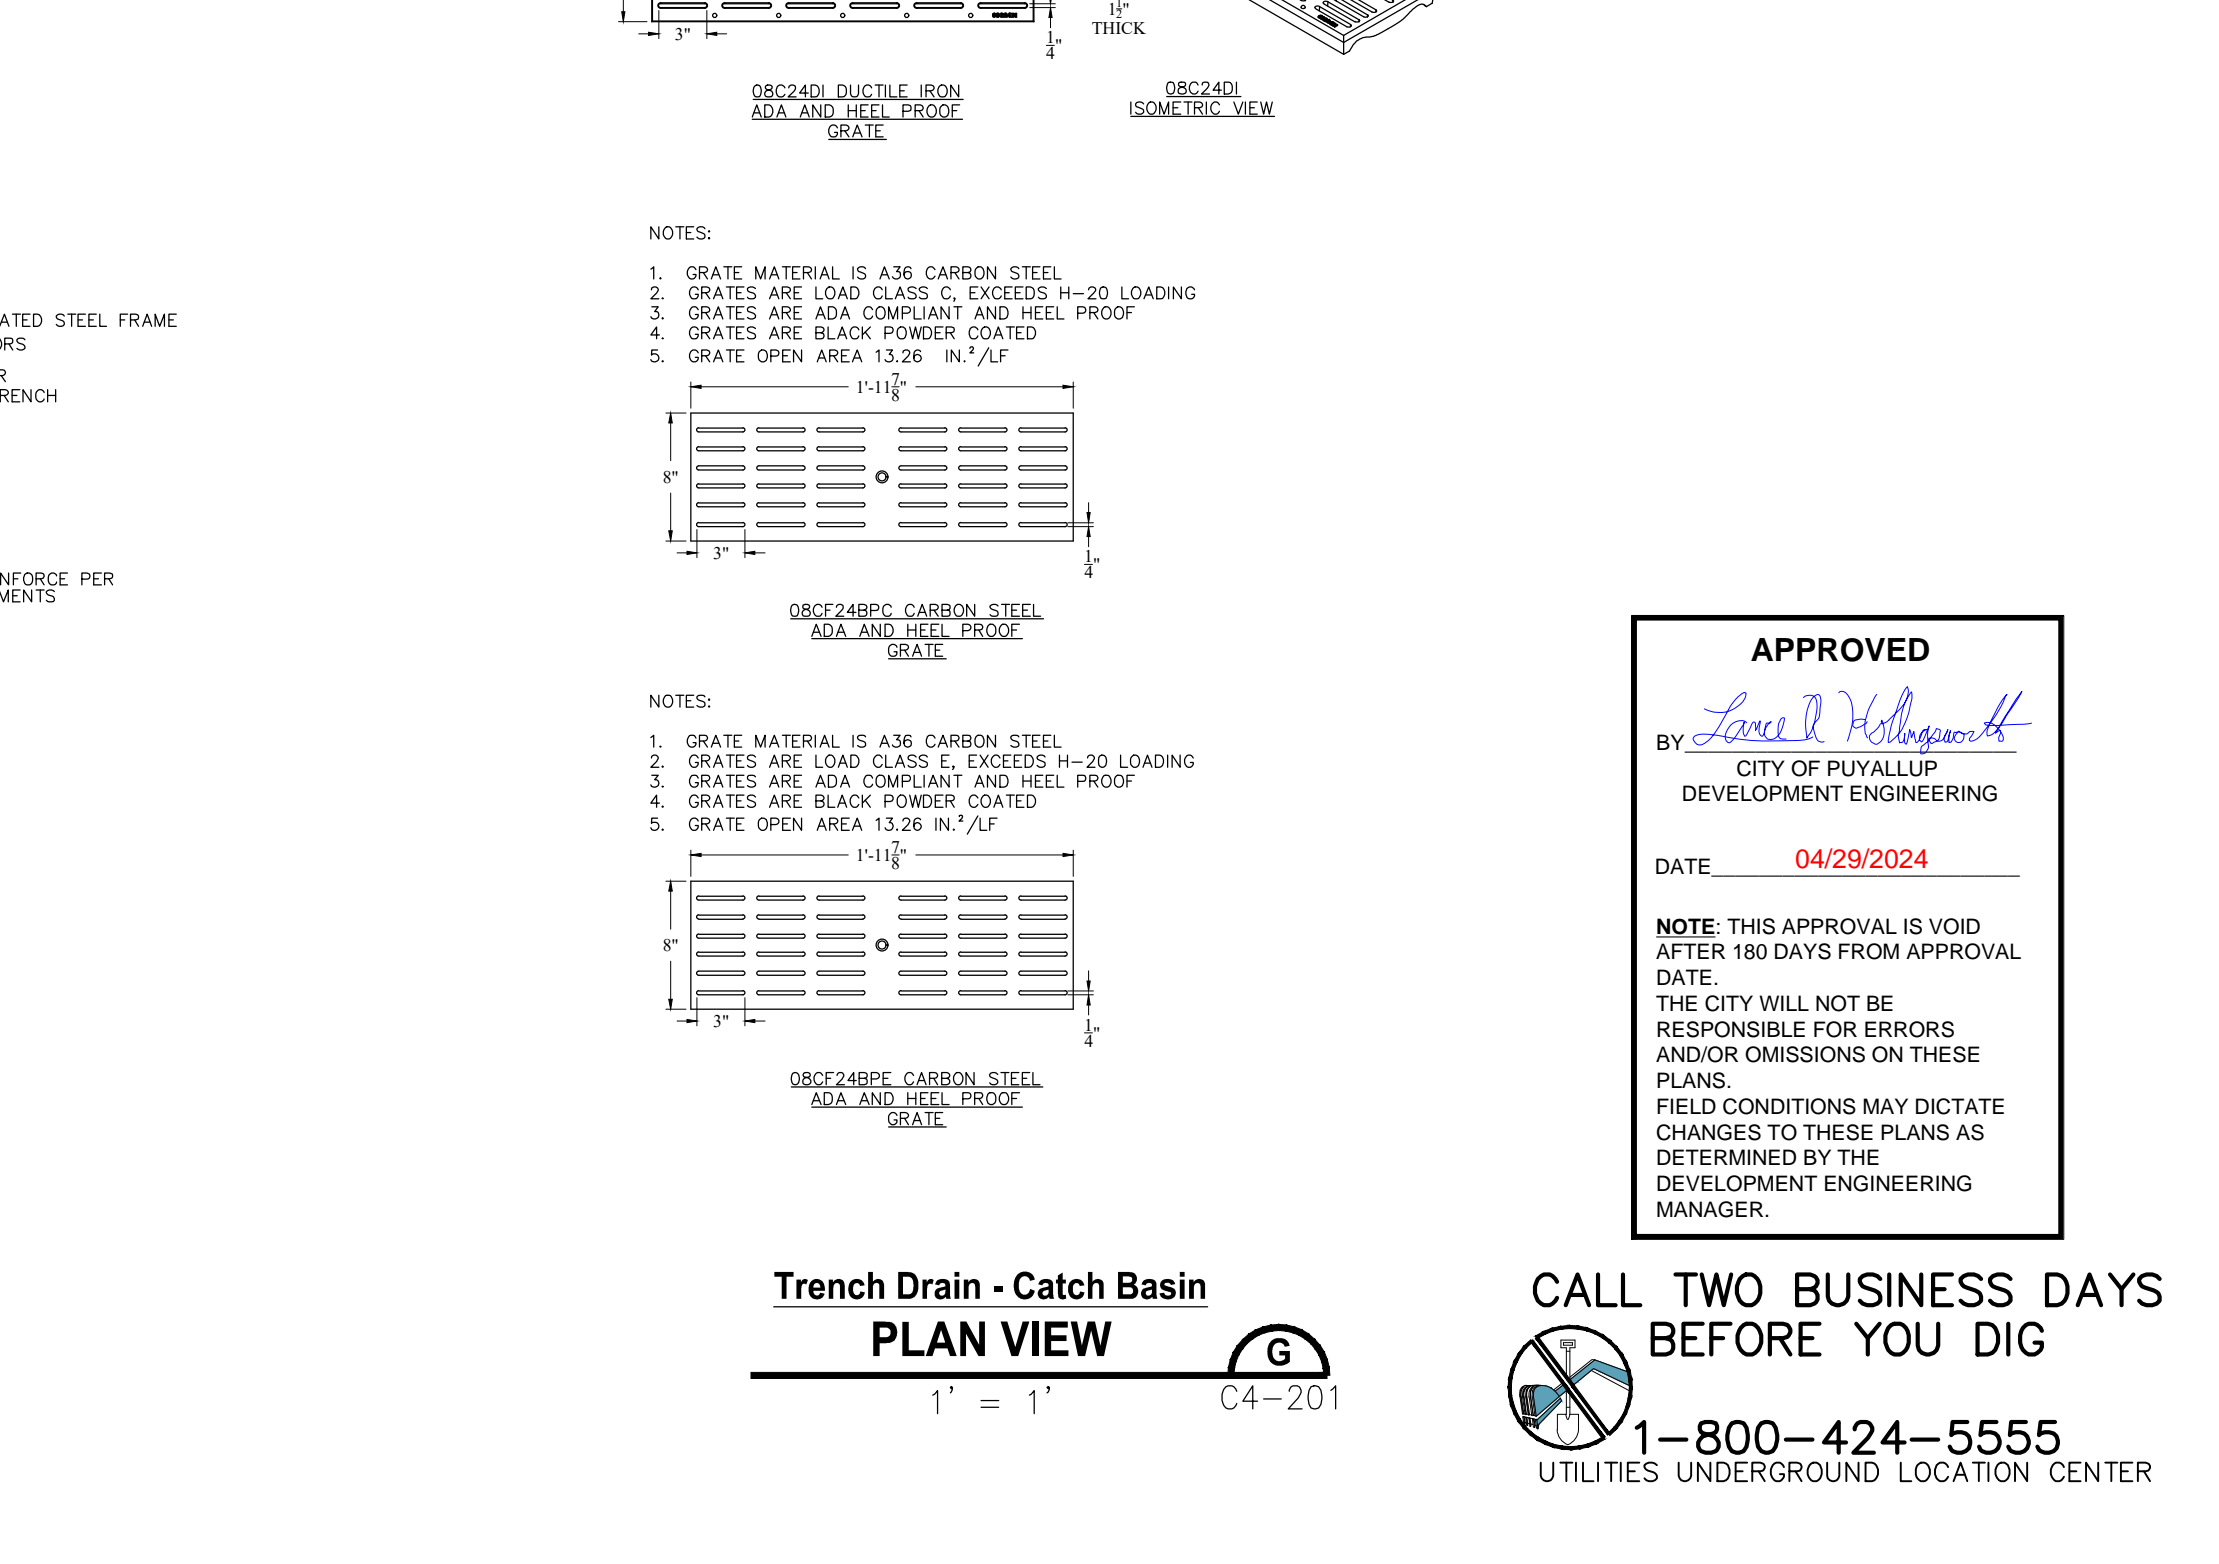 3"
1
4"
1 1/2"
THICK
08C24DI DUCTILE IRON
ADA AND HEEL PROOF
GRATE
08C24DI
ISOMETRIC VIEW
ATED STEEL FRAME
ORS
R
RENCH
NFORCE PER
MENTS
NOTES:
1. GRATE MATERIAL IS A36 CARBON STEEL
2. GRATES ARE LOAD CLASS C, EXCEEDS H-20 LOADING
3. GRATES ARE ADA COMPLIANT AND HEEL PROOF
4. GRATES ARE BLACK POWDER COATED
5. GRATE OPEN AREA 13.26 IN.²/LF
1'-11 7/8"
8"
3"
1/4"
08CF24BPC CARBON STEEL
ADA AND HEEL PROOF
GRATE
NOTES:
1. GRATE MATERIAL IS A36 CARBON STEEL
2. GRATES ARE LOAD CLASS E, EXCEEDS H-20 LOADING
3. GRATES ARE ADA COMPLIANT AND HEEL PROOF
4. GRATES ARE BLACK POWDER COATED
5. GRATE OPEN AREA 13.26 IN.²/LF
1'-11 7/8"
8"
3"
1/4"
08CF24BPE CARBON STEEL
ADA AND HEEL PROOF
GRATE
Trench Drain - Catch Basin
PLAN VIEW
G
1' = 1'
C4-201
APPROVED
BY Lance A Hollingsworth
CITY OF PUYALLUP
DEVELOPMENT ENGINEERING
DATE 04/29/2024
NOTE: THIS APPROVAL IS VOID
AFTER 180 DAYS FROM APPROVAL
DATE.
THE CITY WILL NOT BE
RESPONSIBLE FOR ERRORS
AND/OR OMISSIONS ON THESE
PLANS.
FIELD CONDITIONS MAY DICTATE
CHANGES TO THESE PLANS AS
DETERMINED BY THE
DEVELOPMENT ENGINEERING
MANAGER.
CALL TWO BUSINESS DAYS
BEFORE YOU DIG
1-800-424-5555
UTILITIES UNDERGROUND LOCATION CENTER